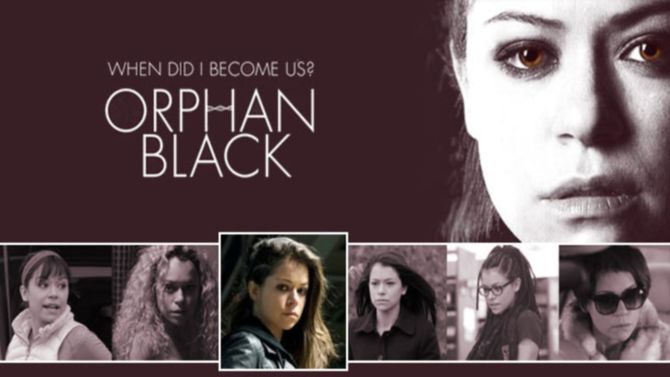 WHEN DID I BECOME US?
ORPHAN
BLACK